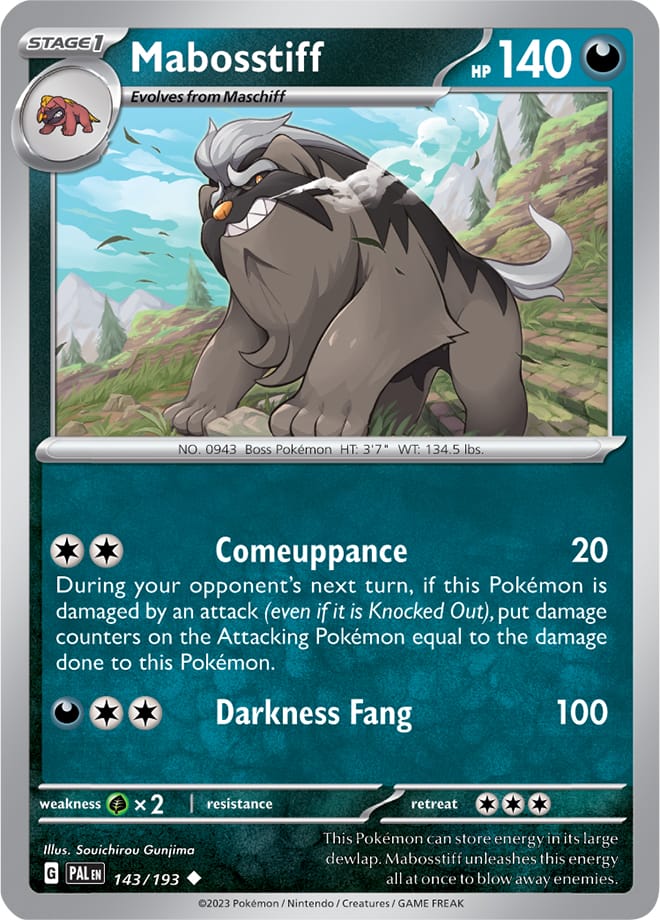 STAGE1
Mabosstiff
HP 140
Evolves from Maschiff
NO. 0943 Boss Pokémon HT: 3'7" WT: 134.5 lbs.
Comeuppance 20
During your opponent's next turn, if this Pokémon is
damaged by an attack (even if it is Knocked Out), put damage
counters on the Attacking Pokémon equal to the damage
done to this Pokémon.
Darkness Fang 100
weakness ×2 resistance retreat
Illus. Souichirou Gunjima
This Pokémon can store energy in its large
dewlap. Mabosstiff unleashes this energy
all at once to blow away enemies.
G PAL EN 143/193
©2023 Pokémon / Nintendo / Creatures / GAME FREAK